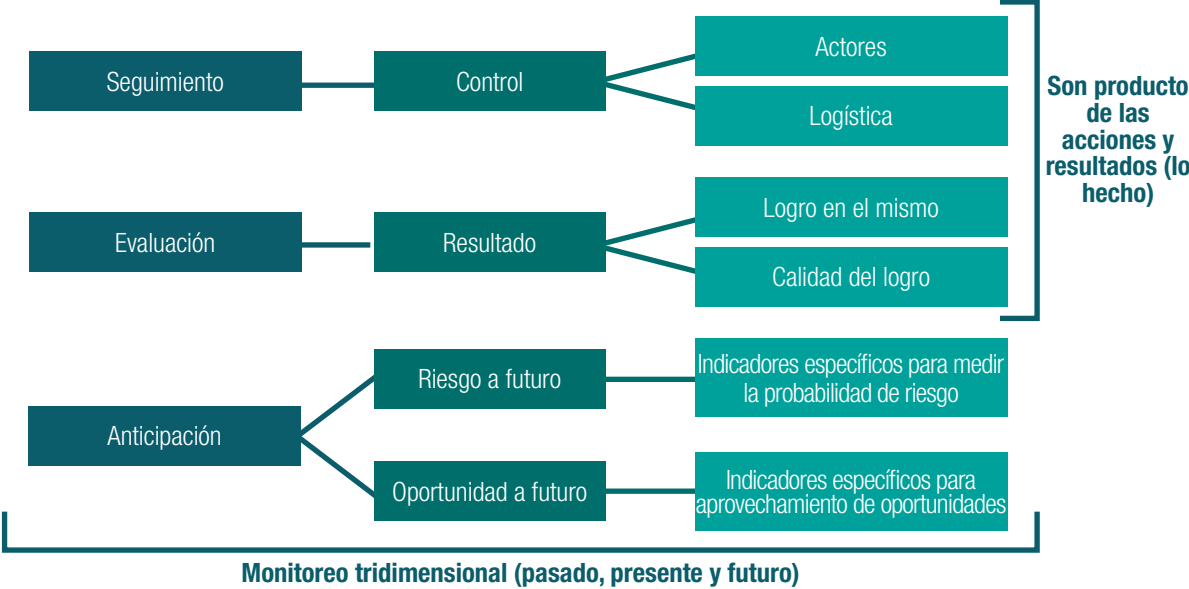 Seguimiento
Control
Actores
Logística
Son producto
de las
acciones y
resultados (lo
hecho)
Evaluación
Resultado
Logro en el mismo
Calidad del logro
Anticipación
Riesgo a futuro
Indicadores específicos para medir
la probabilidad de riesgo
Oportunidad a futuro
Indicadores específicos para
aprovechamiento de oportunidades
Monitoreo tridimensional (pasado, presente y futuro)